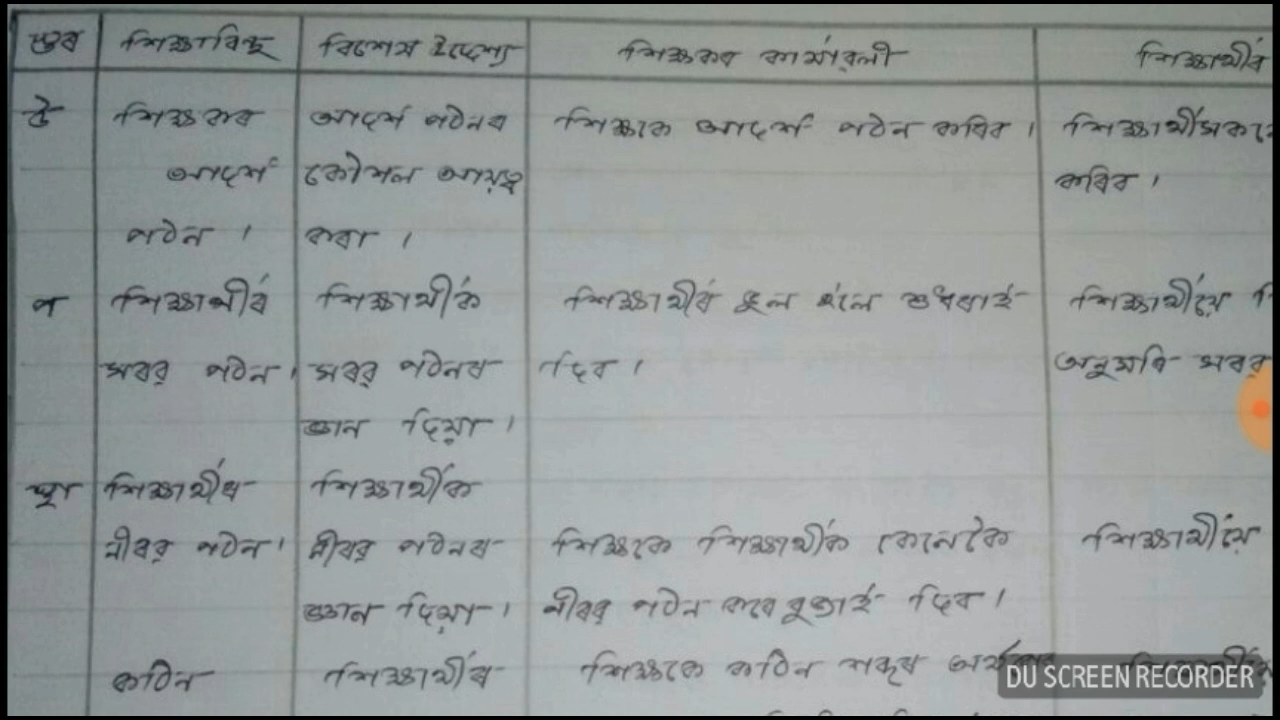 স্তৰ শিক্ষাবিন্দু বিশেষ উদ্দেশ্য শিক্ষকৰ কাৰ্যাৱলী শিক্ষাৰ্থীৰ
উ শিক্ষকৰ আদৰ্শ পঠনৰ শিক্ষকে আদৰ্শ পঠন কৰিব । শিক্ষাৰ্থীসকলে
আদৰ্শ কৌশল আয়ত্ব কৰিব ।
পঠন । কৰা ।
প শিক্ষাৰ্থীৰ শিক্ষাৰ্থীক শিক্ষাৰ্থীৰ ভুল হ'লে শুধৰাই শিক্ষাৰ্থীয়ে
সৰৱ পঠন । সৰৱ পঠনৰ দিব । অনুসৰি সৰৱ
জ্ঞান দিয়া ।
স্থা শিক্ষাৰ্থীৰ শিক্ষাৰ্থীক
নীৰৱ পঠন । নীৰৱ পঠনৰ শিক্ষকে শিক্ষাৰ্থীক কেনেকৈ শিক্ষাৰ্থীয়ে
জ্ঞান দিয়া । নীৰৱ পঠন কৰে বুজাই দিব ।
কঠিন শিক্ষাৰ্থীৰ শিক্ষকে কঠিন শব্দৰ
DU SCREEN RECORDER